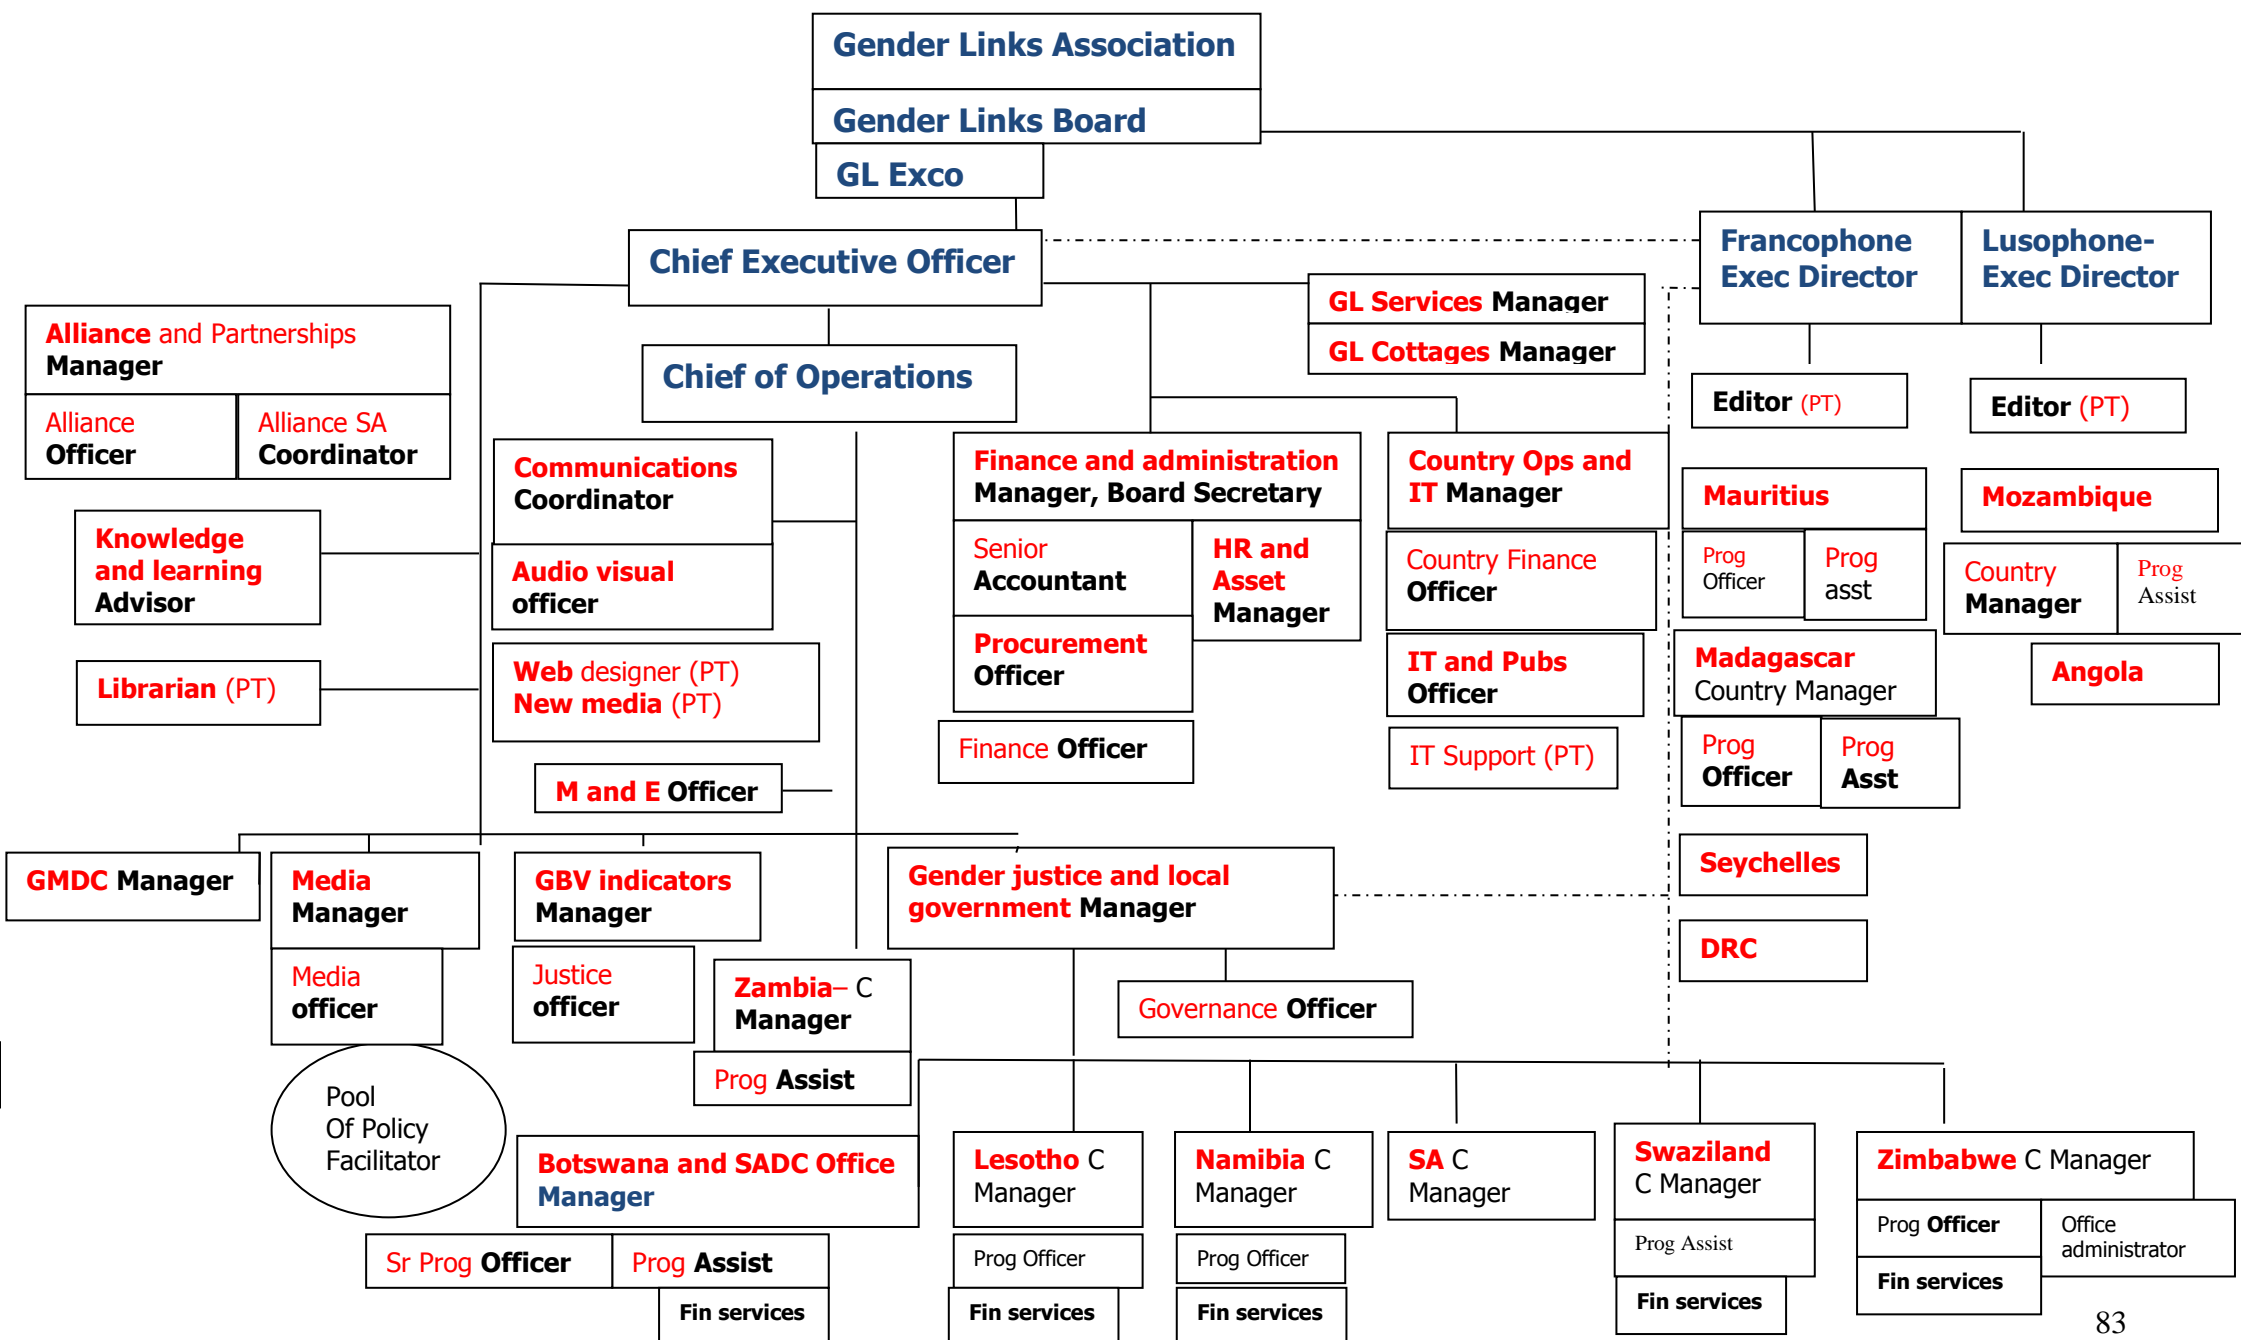 Gender Links Association
Gender Links Board
GL Exco
Chief Executive Officer
Francophone
Exec Director
Lusophone-
Exec Director
GL Services Manager
GL Cottages Manager
Alliance and Partnerships
Manager
Alliance
Officer
Alliance SA
Coordinator
Chief of Operations
Editor (PT)
Editor (PT)
Communications
Coordinator
Finance and administration
Manager, Board Secretary
Country Ops and
IT Manager
Mauritius
Mozambique
Knowledge
and learning
Advisor
Audio visual
officer
Senior
Accountant
HR and
Asset
Manager
Country Finance
Officer
Prog
Officer
Prog
asst
Country
Manager
Prog
Assist
Librarian (PT)
Web designer (PT)
New media (PT)
Procurement
Officer
IT and Pubs
Officer
Madagascar
Country Manager
Angola
Finance Officer
IT Support (PT)
Prog
Officer
Prog
Asst
M and E Officer
GMDC Manager
Media
Manager
GBV indicators
Manager
Gender justice and local
government Manager
Seychelles
DRC
Media
officer
Justice
officer
Zambia– C
Manager
Governance Officer
Prog Assist
Pool
Of Policy
Facilitator
Botswana and SADC Office
Manager
Lesotho C
Manager
Namibia C
Manager
SA C
Manager
Swaziland
C Manager
Zimbabwe C Manager
Sr Prog Officer
Prog Assist
Prog Officer
Prog Officer
Prog Assist
Prog Officer
Office
administrator
Fin services
Fin services
Fin services
Fin services
Fin services
83